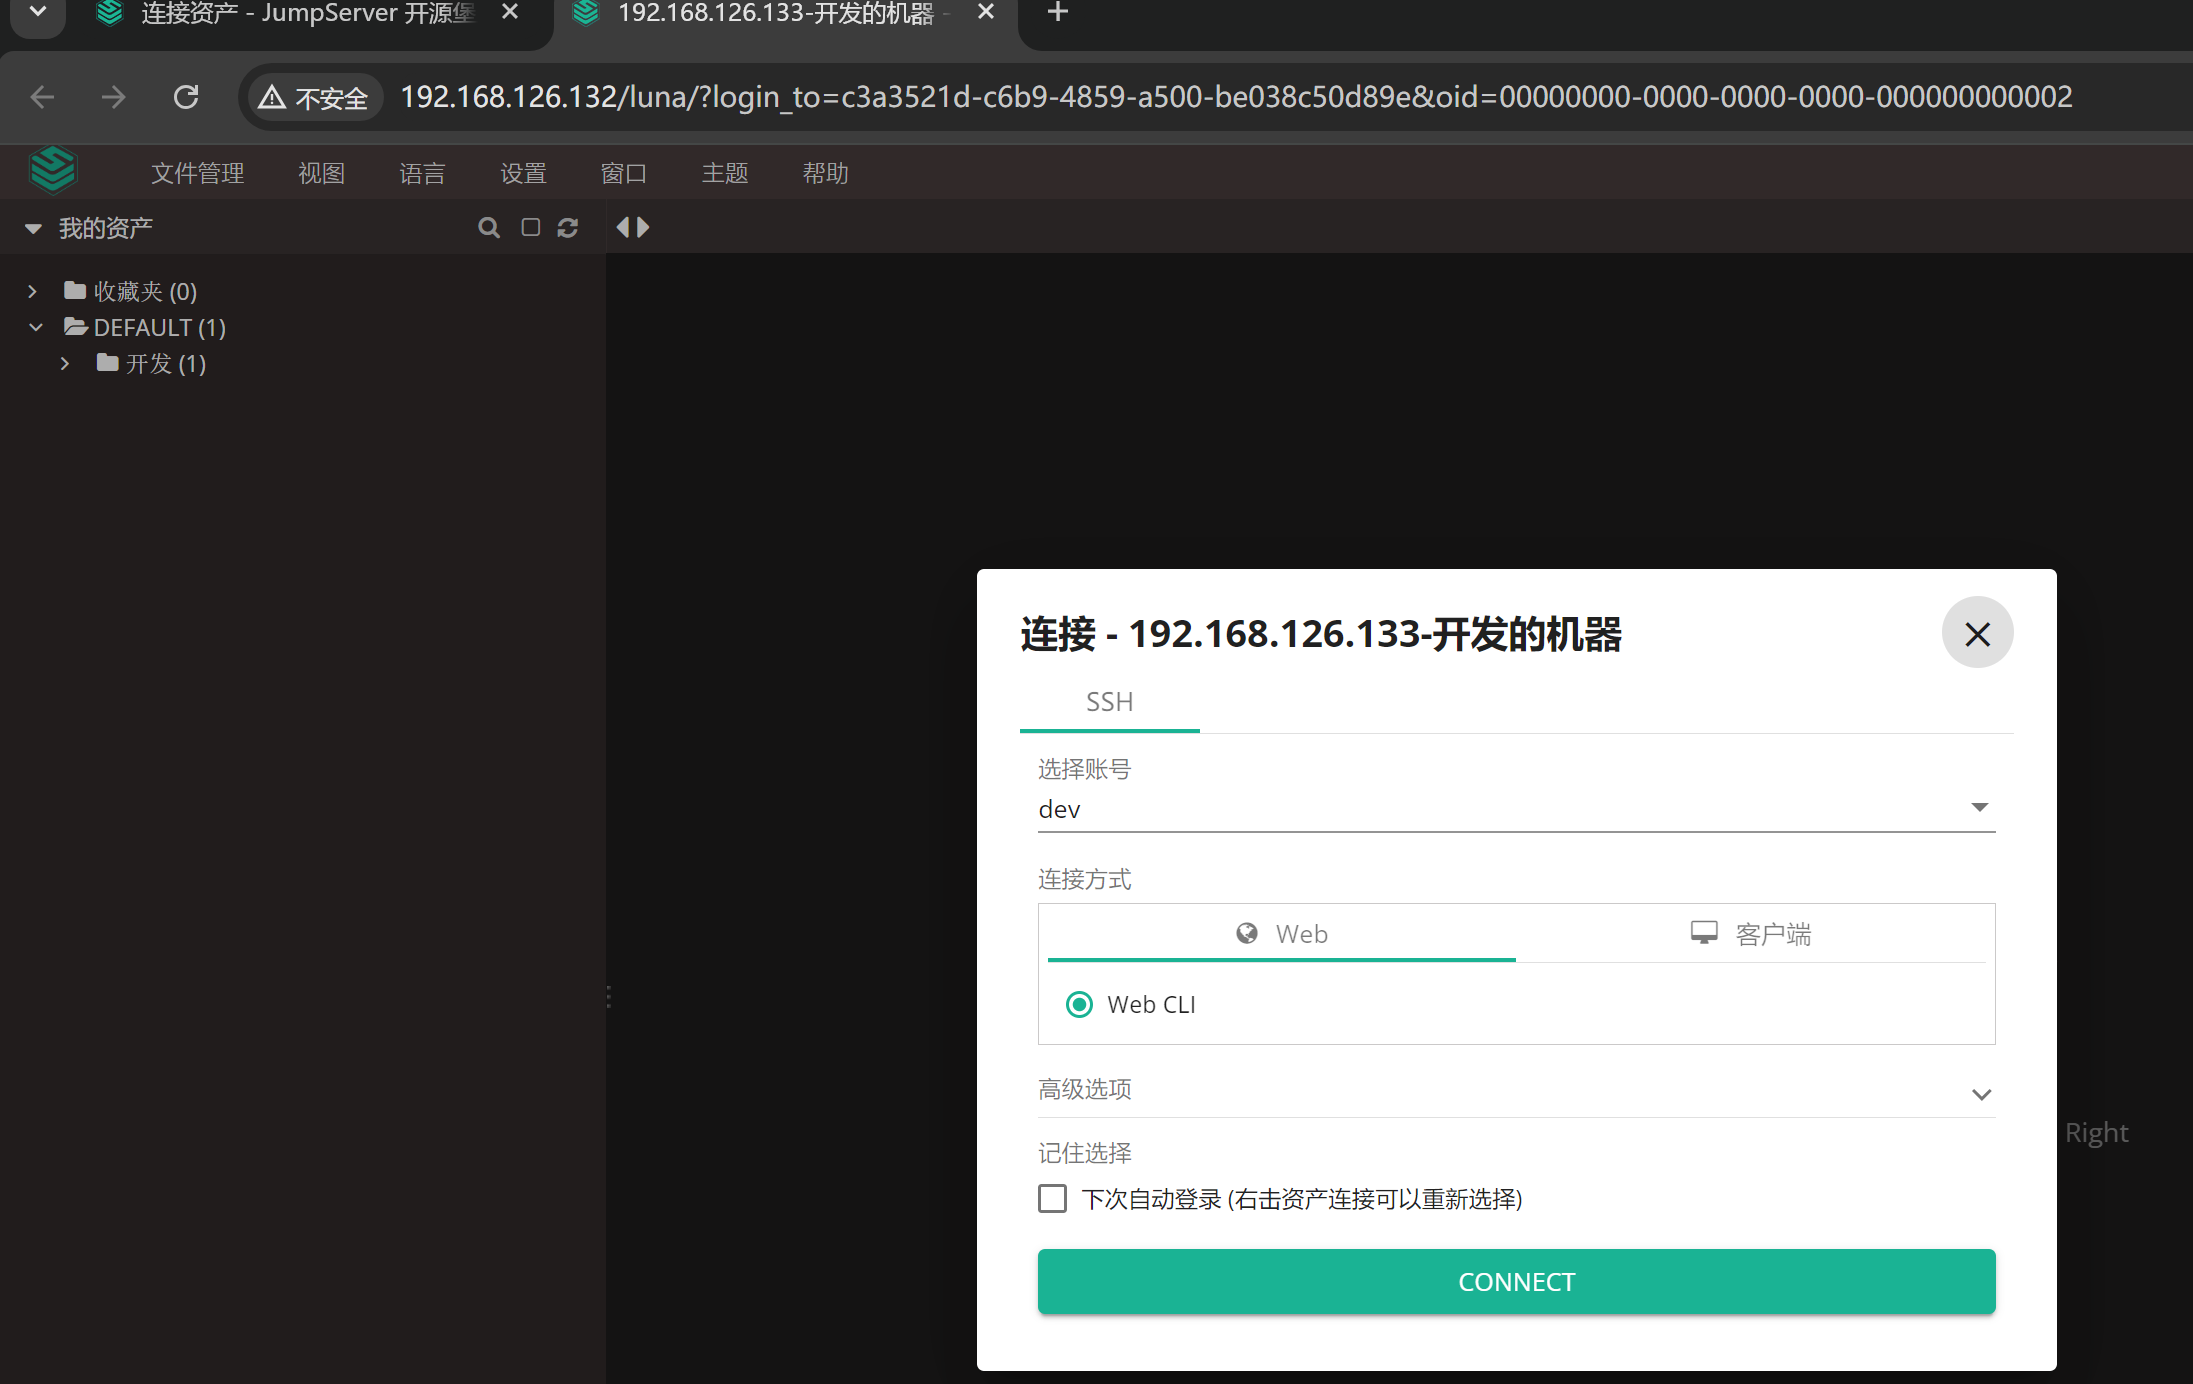 连接资产 - JumpServer 开源堡
192.168.126.133-开发的机器 -
不安全
192.168.126.132/luna/?login_to=c3a3521d-c6b9-4859-a500-be038c50d89e&oid=00000000-0000-0000-0000-000000000002
文件管理 视图 语言 设置 窗口 主题 帮助
我的资产
收藏夹 (0)
DEFAULT (1)
开发 (1)
连接 - 192.168.126.133-开发的机器
SSH
选择账号
dev
连接方式
Web 客户端
Web CLI
高级选项
Right
记住选择
下次自动登录 (右击资产连接可以重新选择)
CONNECT